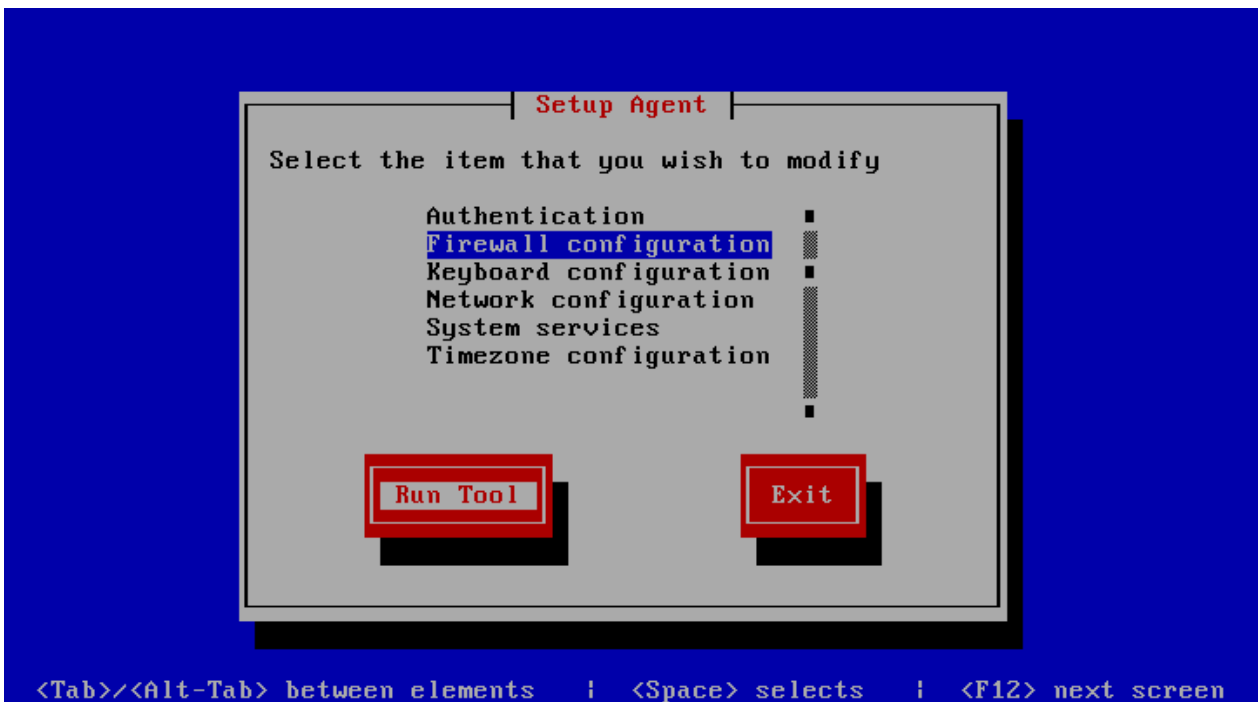 Setup Agent
Select the item that you wish to modify
Authentication
Firewall configuration
Keyboard configuration
Network configuration
System services
Timezone configuration
Run Tool
Exit
<Tab>/<Alt-Tab> between elements | <Space> selects | <F12> next screen